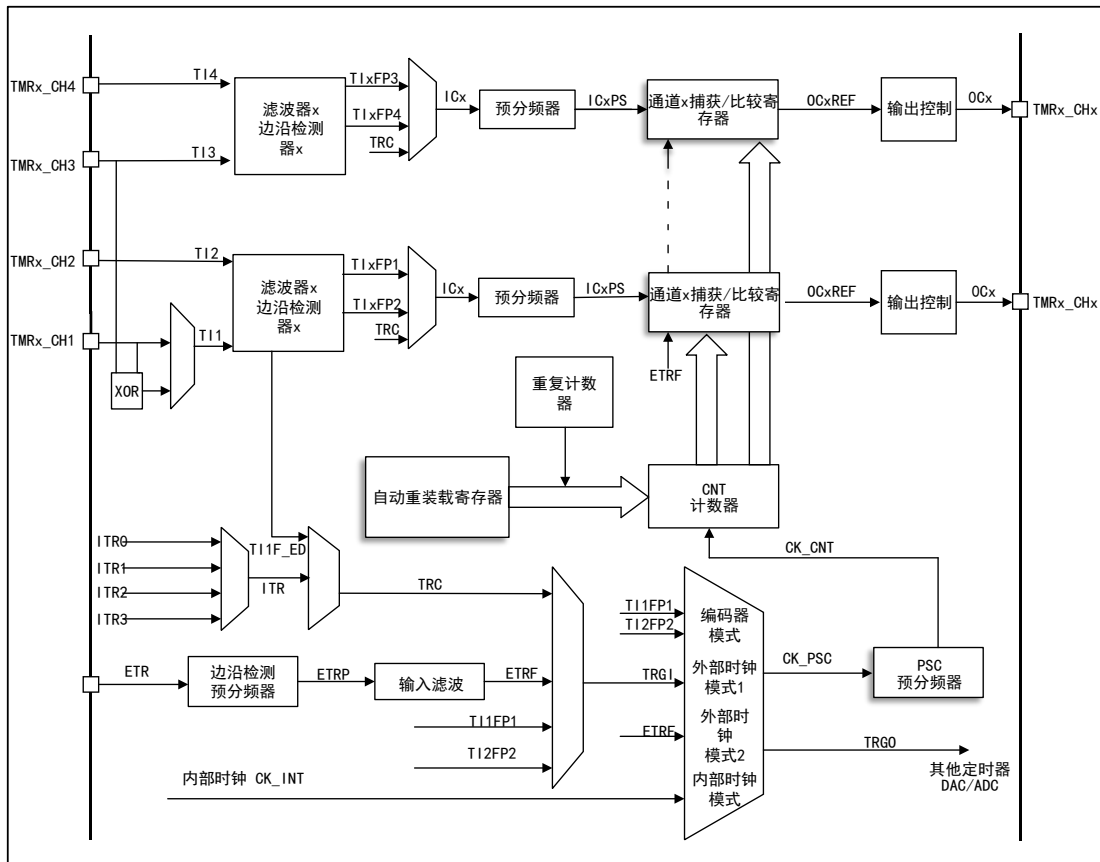 TMRx_CH4
TI4
滤波器x
边沿检测
器x
TIxFP3
TIxFP4
TRC
ICx
预分频器
ICxPS
通道x捕获/比较寄
存器
OCxREF
输出控制
OCx
TMRx_CHx
TMRx_CH3
TI3
TMRx_CH2
TI2
滤波器x
边沿检测
器x
TIxFP1
TIxFP2
TRC
ICx
预分频器
ICxPS
通道x捕获/比较寄
存器
OCxREF
输出控制
OCx
TMRx_CHx
TMRx_CH1
TI1
XOR
ETRF
重复计数
器
自动重装载寄存器
CNT
计数器
ITR0
ITR1
ITR2
ITR3
TI1F_ED
ITR
TRC
CK_CNT
TI1FP1
TI2FP2
编码器
模式
ETR
边沿检测
预分频器
ETRP
输入滤波
ETRF
TRGI
外部时钟
模式1
CK_PSC
PSC
预分频器
TI1FP1
TI2FP2
ETRF
外部时
钟
模式2
TRGO
其他定时器
DAC/ADC
内部时钟 CK_INT
内部时钟
模式